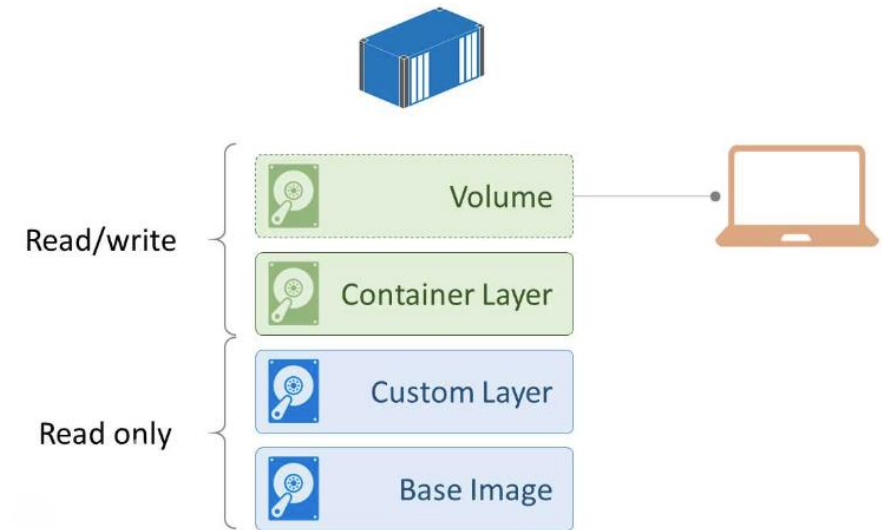 Volume
Read/write
Container Layer
Custom Layer
Read only
Base Image